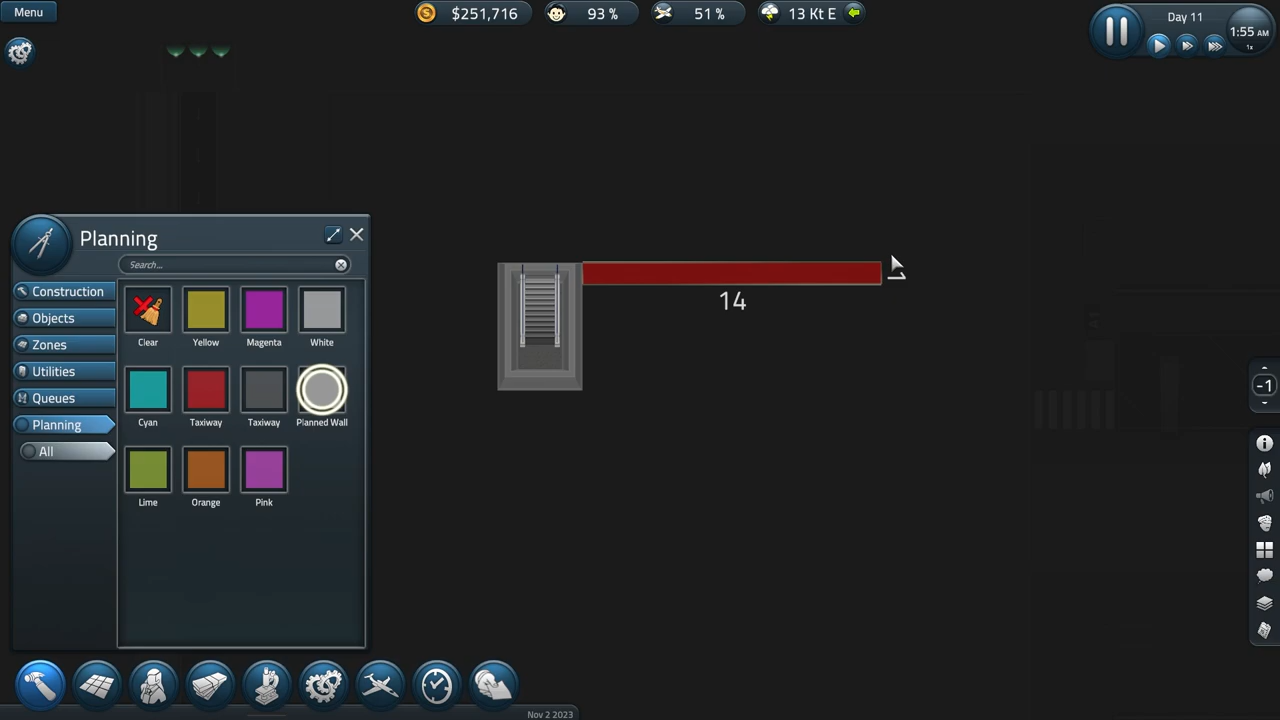 Menu
$251,716
93 %
51 %
13 Kt E
Day 11
1:55 AM
1x
Planning
Search...
Construction
Objects
Zones
Utilities
Queues
Planning
All
Clear
Yellow
Magenta
White
Cyan
Taxiway
Taxiway
Planned Wall
Lime
Orange
Pink
14
1
-1
Nov 2 2023